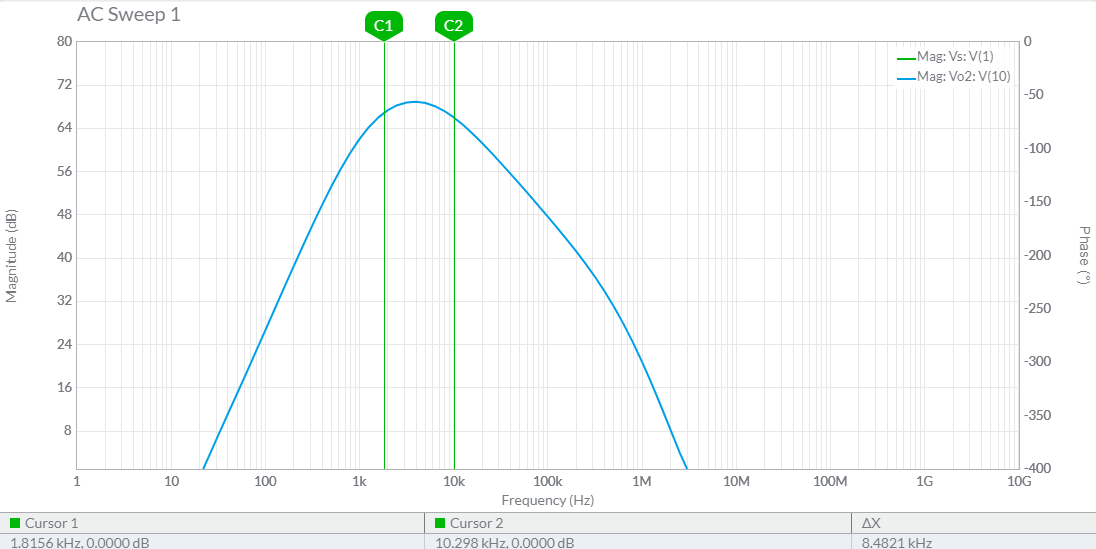 AC Sweep 1
C1 C2
80 0
Mag: Vs: V(1)
Mag: Vo2: V(10)
72
-50
64
-100
56
-150
48
-200
40
-250
32
-300
24
16
-350
8
-400
Magnitude (dB)
Phase (°)
1 10 100 1k 10k 100k 1M 10M 100M 1G 10G
Frequency (Hz)
Cursor 1 Cursor 2 ΔX
1.8156 kHz, 0.0000 dB 10.298 kHz, 0.0000 dB 8.4821 kHz